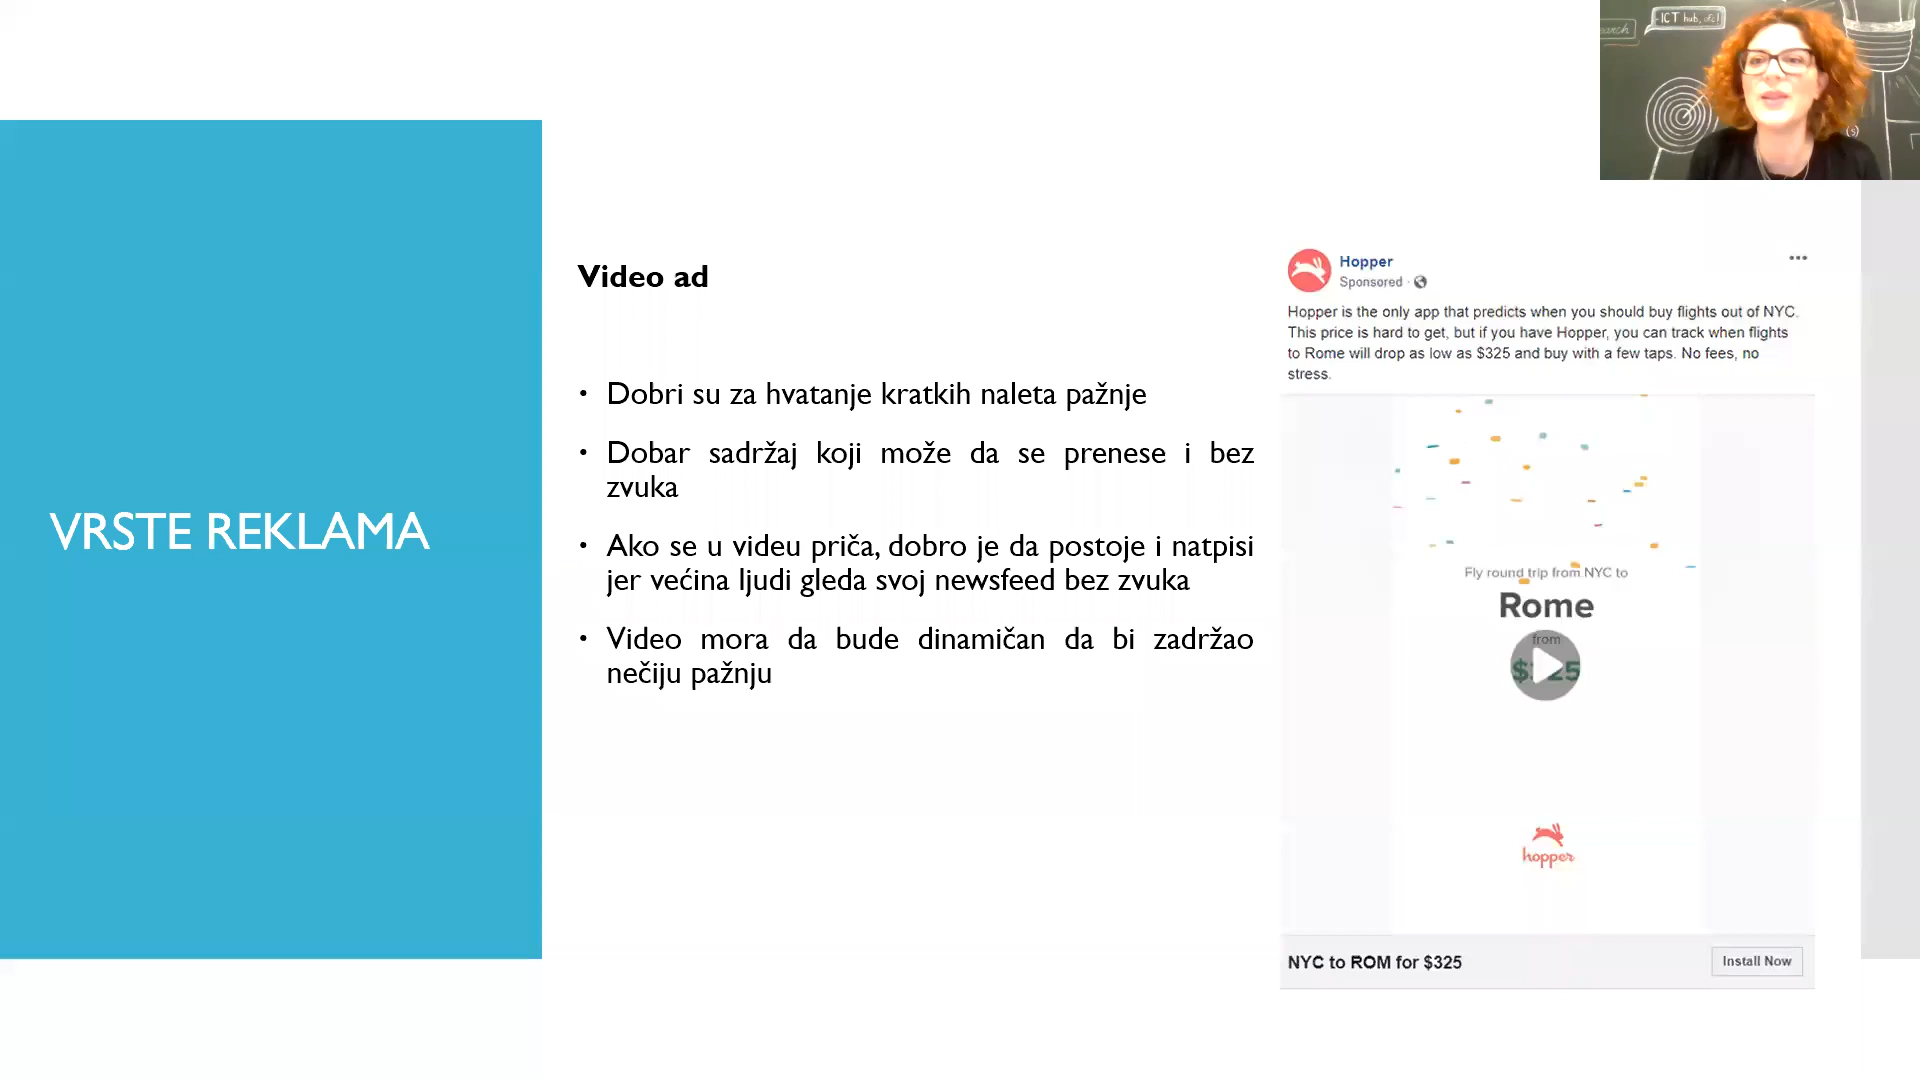 ICT hub, ofc!
earch
(s)
VRSTE REKLAMA
Video ad
• Dobri su za hvatanje kratkih naleta pažnje
• Dobar sadržaj koji može da se prenese i bez
zvuka
• Ako se u videu priča, dobro je da postoje i natpisi
jer većina ljudi gleda svoj newsfeed bez zvuka
• Video mora da bude dinamičan da bi zadržao
nečiju pažnju
Hopper
Sponsored ·
Hopper is the only app that predicts when you should buy flights out of NYC.
This price is hard to get, but if you have Hopper, you can track when flights
to Rome will drop as low as $325 and buy with a few taps. No fees, no
stress.
Fly round trip from NYC to
Rome
from
$325
hopper
NYC to ROM for $325
Install Now